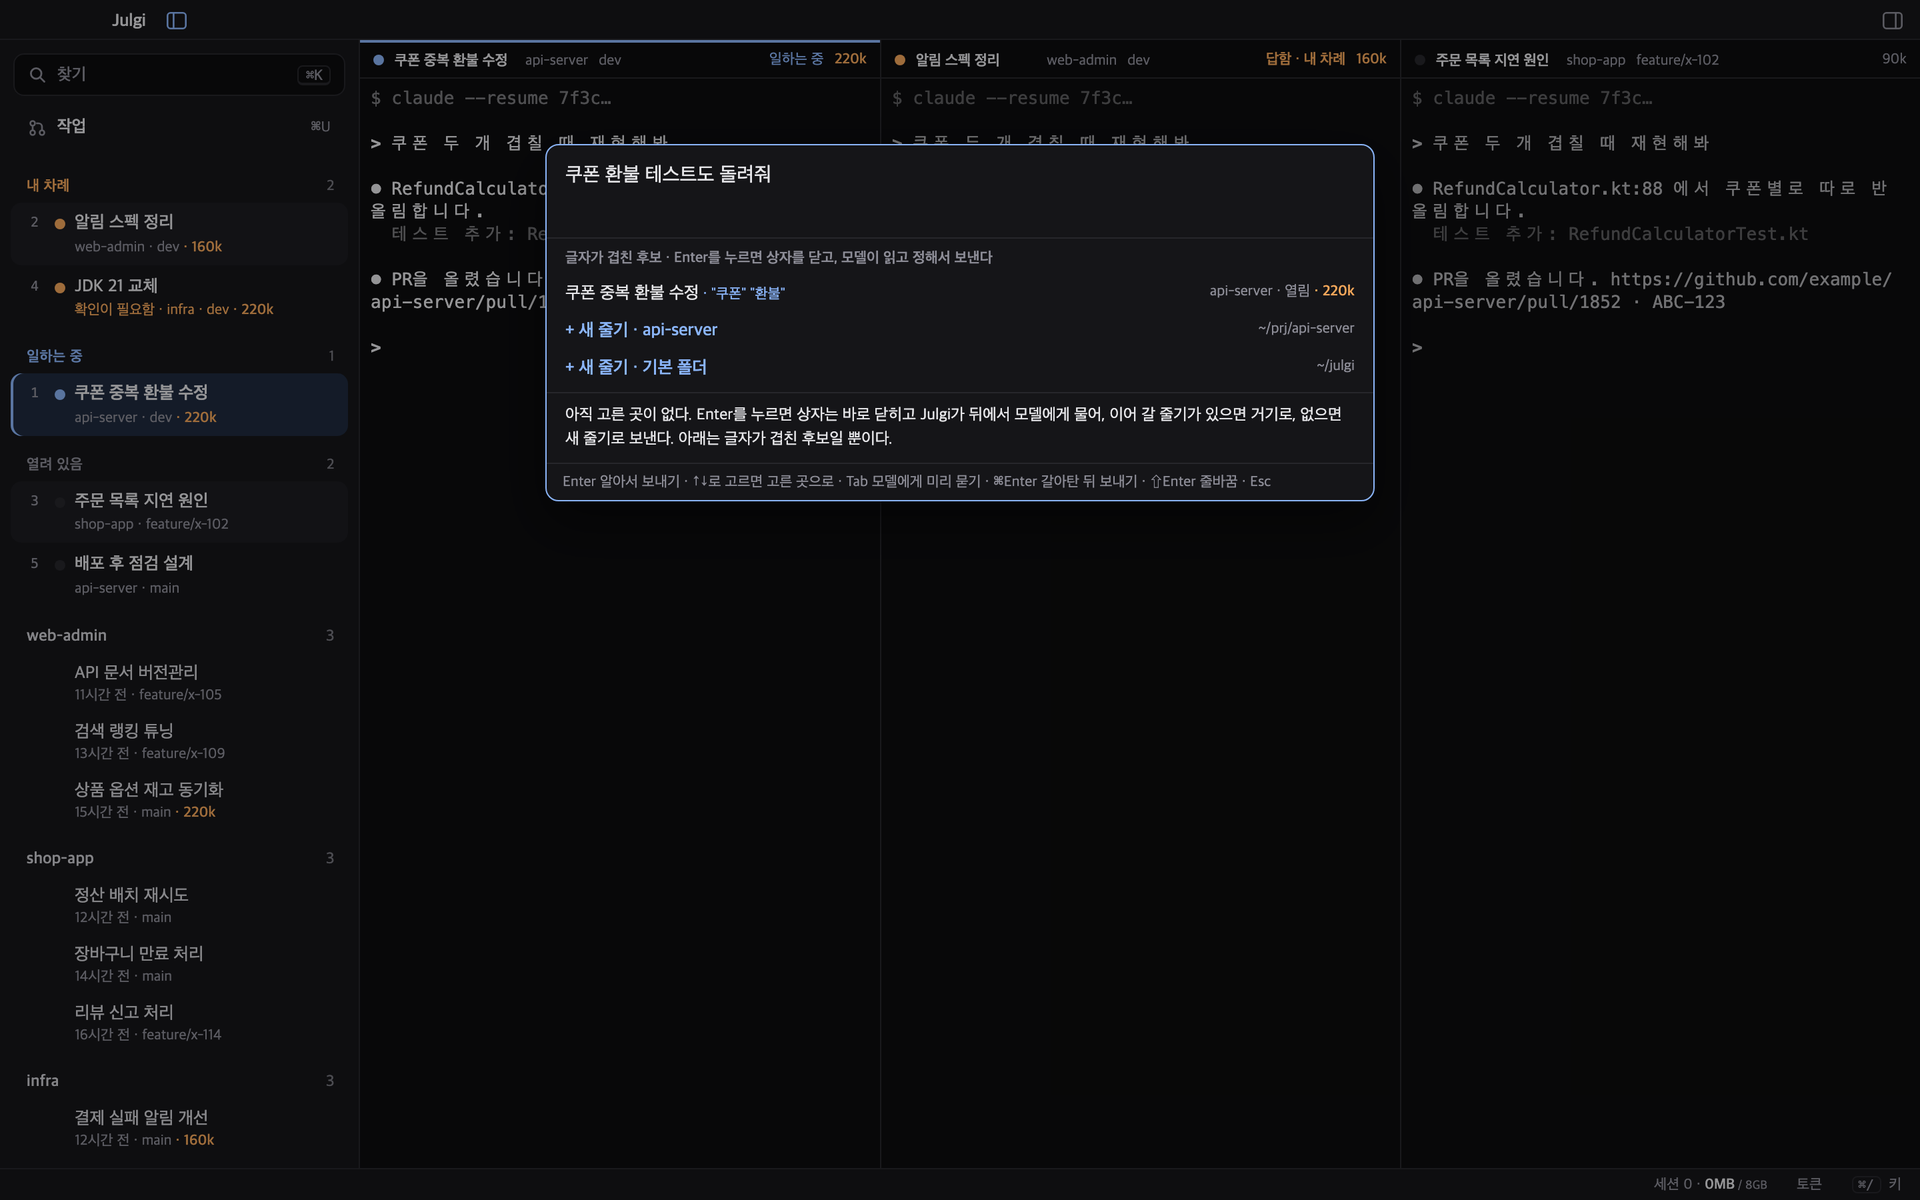 Julgi
찾기 ⌘K
작업 ⌘U
내 차례 2
2 알림 스펙 정리
web-admin · dev · 160k
4 JDK 21 교체
확인이 필요함 · infra · dev · 220k
일하는 중 1
1 쿠폰 중복 환불 수정
api-server · dev · 220k
열려 있음 2
3 주문 목록 지연 원인
shop-app · feature/x-102
5 배포 후 점검 설계
api-server · main
web-admin 3
API 문서 버전관리
11시간 전 · feature/x-105
검색 랭킹 튜닝
13시간 전 · feature/x-109
상품 옵션 재고 동기화
15시간 전 · main · 220k
shop-app 3
정산 배치 재시도
12시간 전 · main
장바구니 만료 처리
14시간 전 · main
리뷰 신고 처리
16시간 전 · feature/x-114
infra 3
결제 실패 알림 개선
12시간 전 · main · 160k
쿠폰 중복 환불 수정 api-server dev 일하는 중 220k
$ claude --resume 7f3c…
> 쿠폰 두 개 겹칠 때 재현해봐
● RefundCalculato
올림합니다.
테스트 추가: Re
● PR을 올렸습니다
api-server/pull/1
>
알림 스펙 정리 web-admin dev 답함 · 내 차례 160k
$ claude --resume 7f3c…
> 쿠폰 두 개 겹칠 때 재현해봐
주문 목록 지연 원인 shop-app feature/x-102 90k
$ claude --resume 7f3c…
> 쿠폰 두 개 겹칠 때 재현해봐
● RefundCalculator.kt:88 에서 쿠폰별로 따로 반
올림합니다.
테스트 추가: RefundCalculatorTest.kt
● PR을 올렸습니다. https://github.com/example/
api-server/pull/1852 · ABC-123
>
쿠폰 환불 테스트도 돌려줘
글자가 겹친 후보 · Enter를 누르면 상자를 닫고, 모델이 읽고 정해서 보낸다
쿠폰 중복 환불 수정 · "쿠폰" "환불" api-server · 열림 · 220k
+ 새 줄기 · api-server ~/prj/api-server
+ 새 줄기 · 기본 폴더 ~/julgi
아직 고른 곳이 없다. Enter를 누르면 상자는 바로 닫히고 Julgi가 뒤에서 모델에게 물어, 이어 갈 줄기가 있으면 거기로, 없으면
새 줄기로 보낸다. 아래는 글자가 겹친 후보일 뿐이다.
Enter 알아서 보내기 · ↑↓로 고르면 고른 곳으로 · Tab 모델에게 미리 묻기 · ⌘Enter 갈아탄 뒤 보내기 · ⇧Enter 줄바꿈 · Esc
세션 0 · 0MB / 8GB 토큰 ⌘/ 키